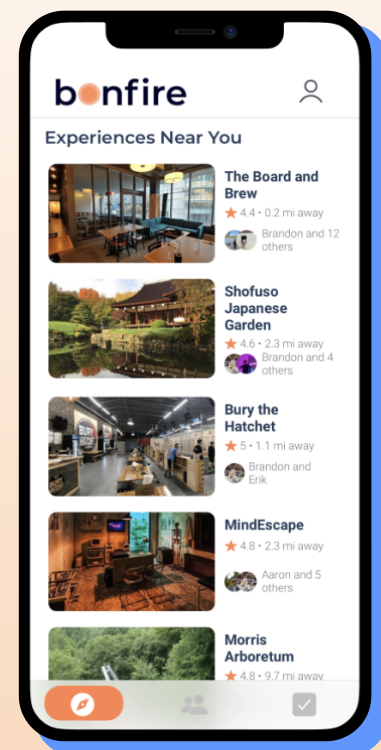 bonfire
Experiences Near You
The Board and
Brew
★ 4.4 • 0.2 mi away
Brandon and 12
others
Shofuso
Japanese
Garden
★ 4.6 • 2.3 mi away
Brandon and 4
others
Bury the
Hatchet
★ 5 • 1.1 mi away
Brandon and
Erik
MindEscape
★ 4.8 • 2.3 mi away
Aaron and 5
others
Morris
Arboretum
★ 4.8 • 9.7 mi away